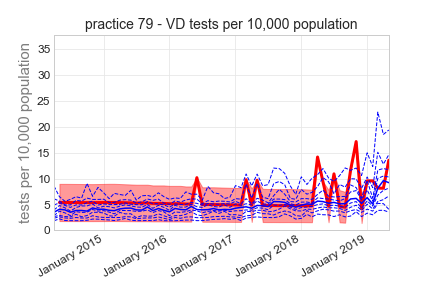 practice 79 - VD tests per 10,000 population
tests per 10,000 population
35
30
25
20
15
10
5
0
January 2015
January 2016
January 2017
January 2018
January 2019